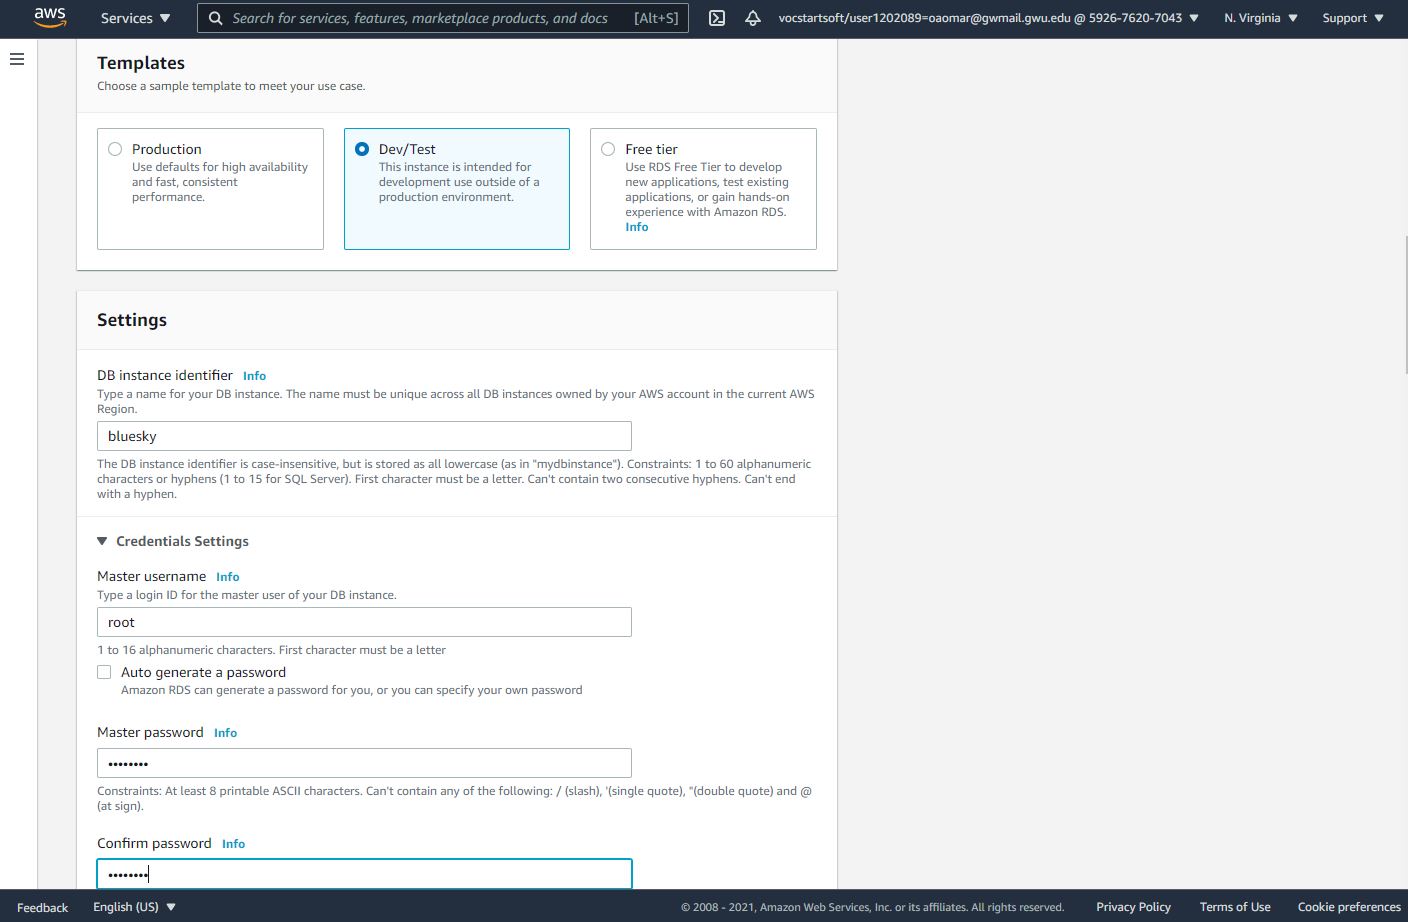 aws
Services ▼
Search for services, features, marketplace products, and docs [Alt+S]
vocstartsoft/user1202089=oaomar@gwmail.gwu.edu @ 5926-7620-7043 ▼
N. Virginia ▼
Support ▼
Templates
Choose a sample template to meet your use case.
Production
Use defaults for high availability
and fast, consistent
performance.
Dev/Test
This instance is intended for
development use outside of a
production environment.
Free tier
Use RDS Free Tier to develop
new applications, test existing
applications, or gain hands-on
experience with Amazon RDS.
Info
Settings
DB instance identifier Info
Type a name for your DB instance. The name must be unique across all DB instances owned by your AWS account in the current AWS
Region.
bluesky
The DB instance identifier is case-insensitive, but is stored as all lowercase (as in "mydbinstance"). Constraints: 1 to 60 alphanumeric
characters or hyphens (1 to 15 for SQL Server). First character must be a letter. Can't contain two consecutive hyphens. Can't end
with a hyphen.
▼ Credentials Settings
Master username Info
Type a login ID for the master user of your DB instance.
root
1 to 16 alphanumeric characters. First character must be a letter
Auto generate a password
Amazon RDS can generate a password for you, or you can specify your own password
Master password Info
••••••••
Constraints: At least 8 printable ASCII characters. Can't contain any of the following: / (slash), '(single quote), "(double quote) and @
(at sign).
Confirm password Info
••••••••
Feedback
English (US) ▼
© 2008 - 2021, Amazon Web Services, Inc. or its affiliates. All rights reserved.
Privacy Policy
Terms of Use
Cookie preferences